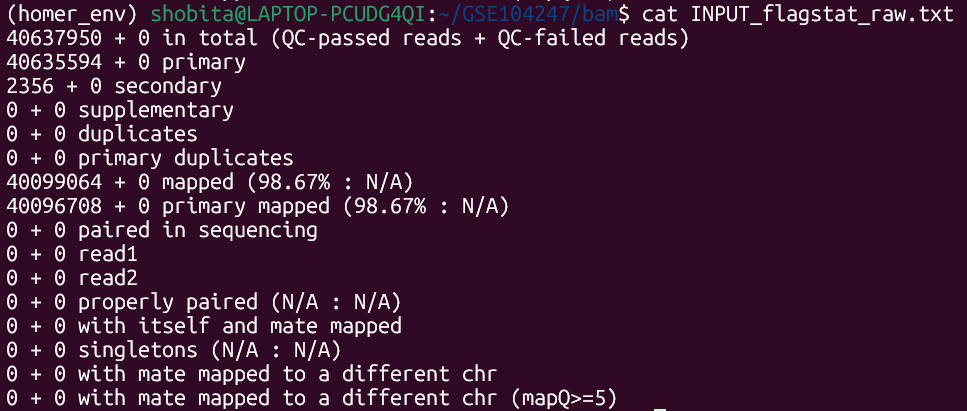 (homer_env) shobita@LAPTOP-PCUDG4QI:~/GSE104247/bam$ cat INPUT_flagstat_raw.txt
40637950 + 0 in total (QC-passed reads + QC-failed reads)
40635594 + 0 primary
2356 + 0 secondary
0 + 0 supplementary
0 + 0 duplicates
0 + 0 primary duplicates
40099064 + 0 mapped (98.67% : N/A)
40096708 + 0 primary mapped (98.67% : N/A)
0 + 0 paired in sequencing
0 + 0 read1
0 + 0 read2
0 + 0 properly paired (N/A : N/A)
0 + 0 with itself and mate mapped
0 + 0 singletons (N/A : N/A)
0 + 0 with mate mapped to a different chr
0 + 0 with mate mapped to a different chr (mapQ>=5)